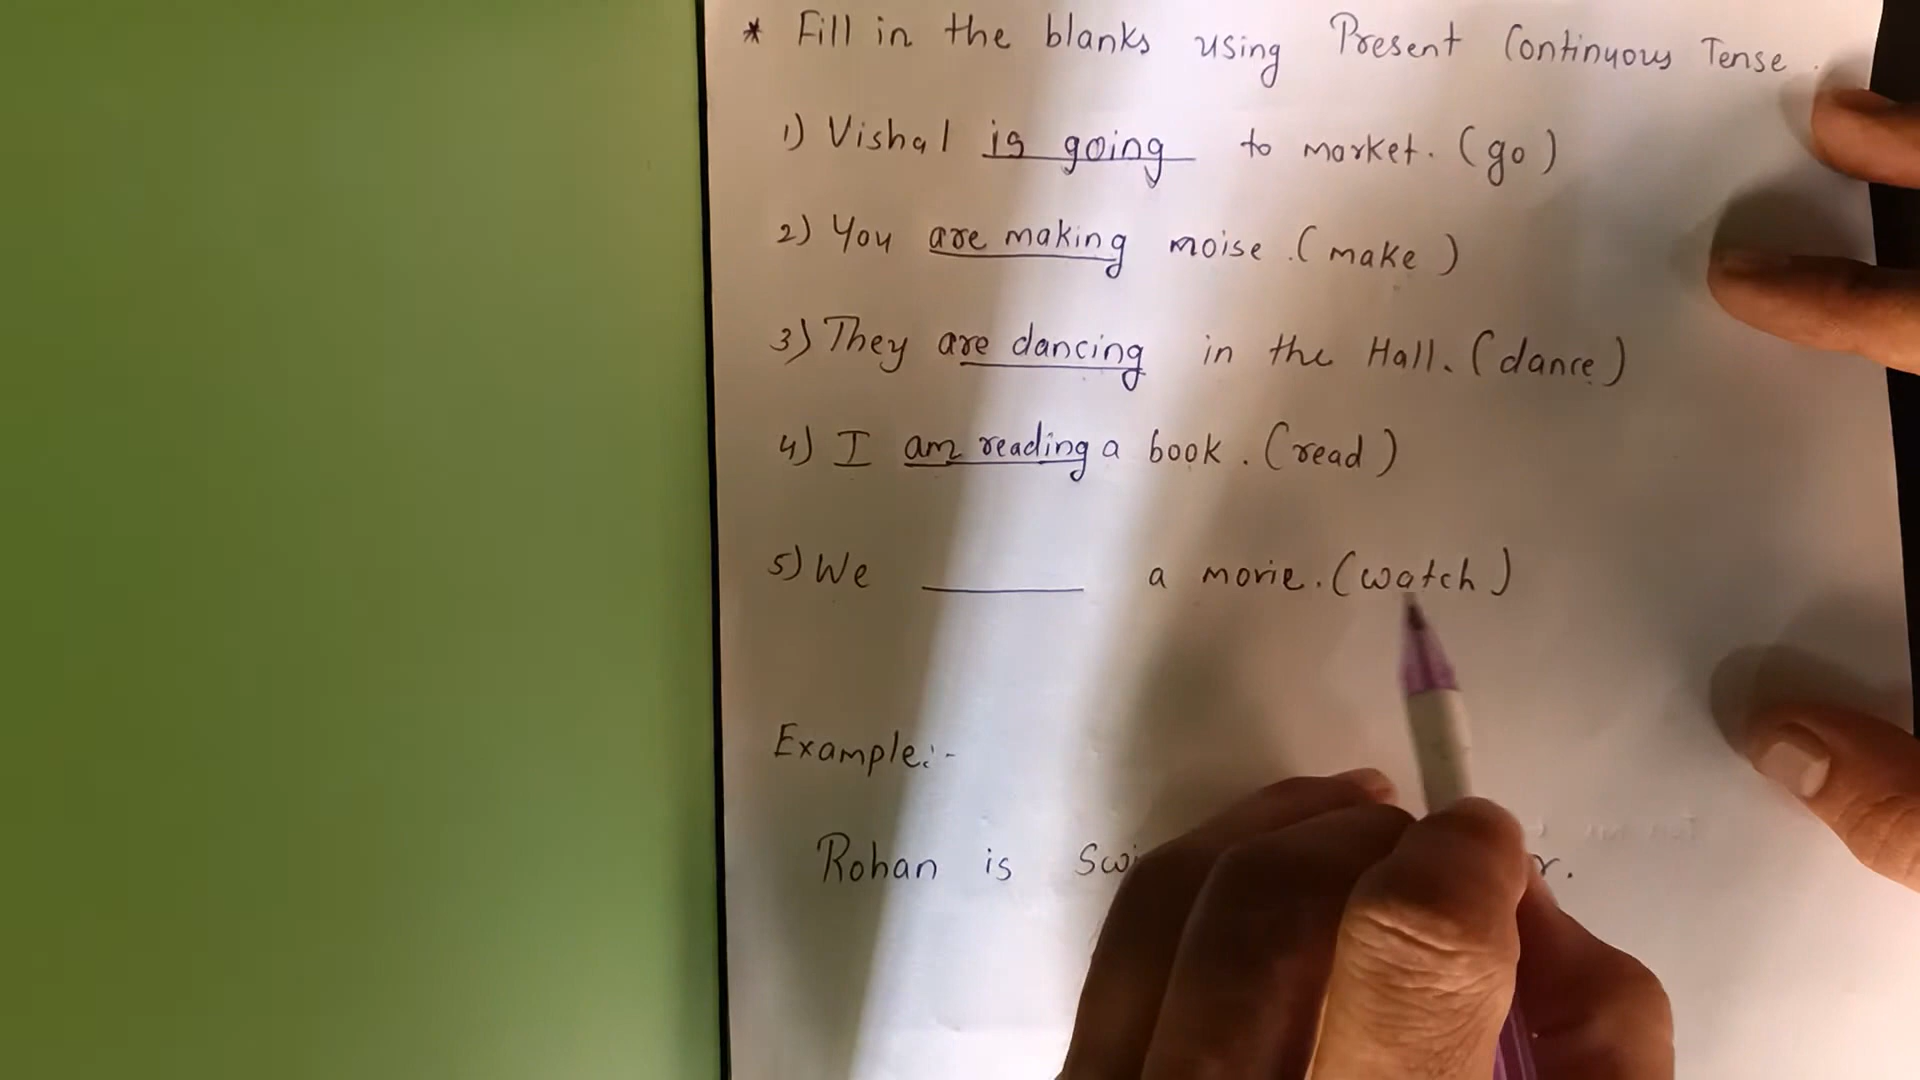 * Fill in the blanks using Present Continuous Tense.
1) Vishal is going to market. (go)
2) You are making noise. (make)
3) They are dancing in the Hall. (dance)
4) I am reading a book. (read)
5) We ______ a movie. (watch)
Example:-
Rohan is